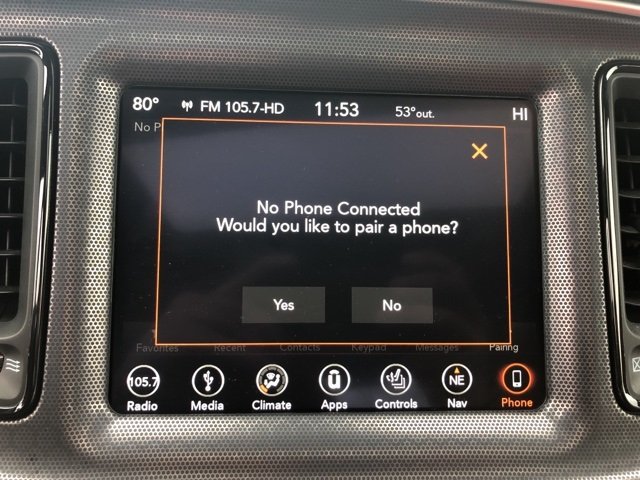 80° FM 105.7-HD 11:53 53°out. HI
No P
No Phone Connected
Would you like to pair a phone?
Yes No
Favorites Recent Contacts Keypad Messages Pairing
105.7 NE
Radio Media Climate Apps Controls Nav Phone